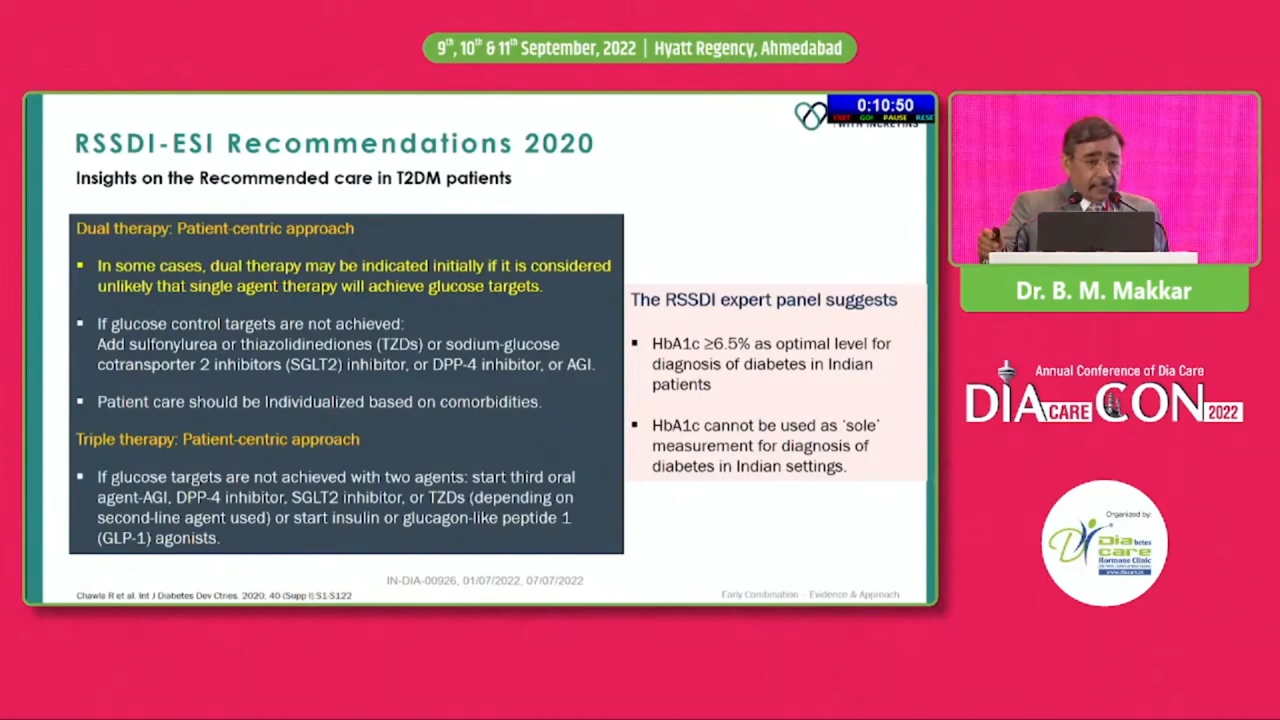 9th, 10th & 11th September, 2022 | Hyatt Regency, Ahmedabad
0:10:50
EXIT GO! PAUSE RESE
WITH INCRETINS
RSSDI-ESI Recommendations 2020
Insights on the Recommended care in T2DM patients
Dual therapy: Patient-centric approach
▪ In some cases, dual therapy may be indicated initially if it is considered
unlikely that single agent therapy will achieve glucose targets.
▪ If glucose control targets are not achieved:
Add sulfonylurea or thiazolidinediones (TZDs) or sodium-glucose
cotransporter 2 inhibitors (SGLT2) inhibitor, or DPP-4 inhibitor, or AGI.
▪ Patient care should be Individualized based on comorbidities.
Triple therapy: Patient-centric approach
▪ If glucose targets are not achieved with two agents: start third oral
agent-AGI, DPP-4 inhibitor, SGLT2 inhibitor, or TZDs (depending on
second-line agent used) or start insulin or glucagon-like peptide 1
(GLP-1) agonists.
The RSSDI expert panel suggests
▪ HbA1c ≥6.5% as optimal level for
diagnosis of diabetes in Indian
patients
▪ HbA1c cannot be used as ‘sole’
measurement for diagnosis of
diabetes in Indian settings.
IN-DIA-00926, 01/07/2022, 07/07/2022
Chawla R et al. Int J Diabetes Dev Ctries. 2020; 40 (Supp I):S1-S122
Early Combination – Evidence & Approach
Dr. B. M. Makkar
Annual Conference of Dia Care
DIA CARE CON 2022
Organized by:
Diabetes
care
Hormone Clinic
www.diacare.in